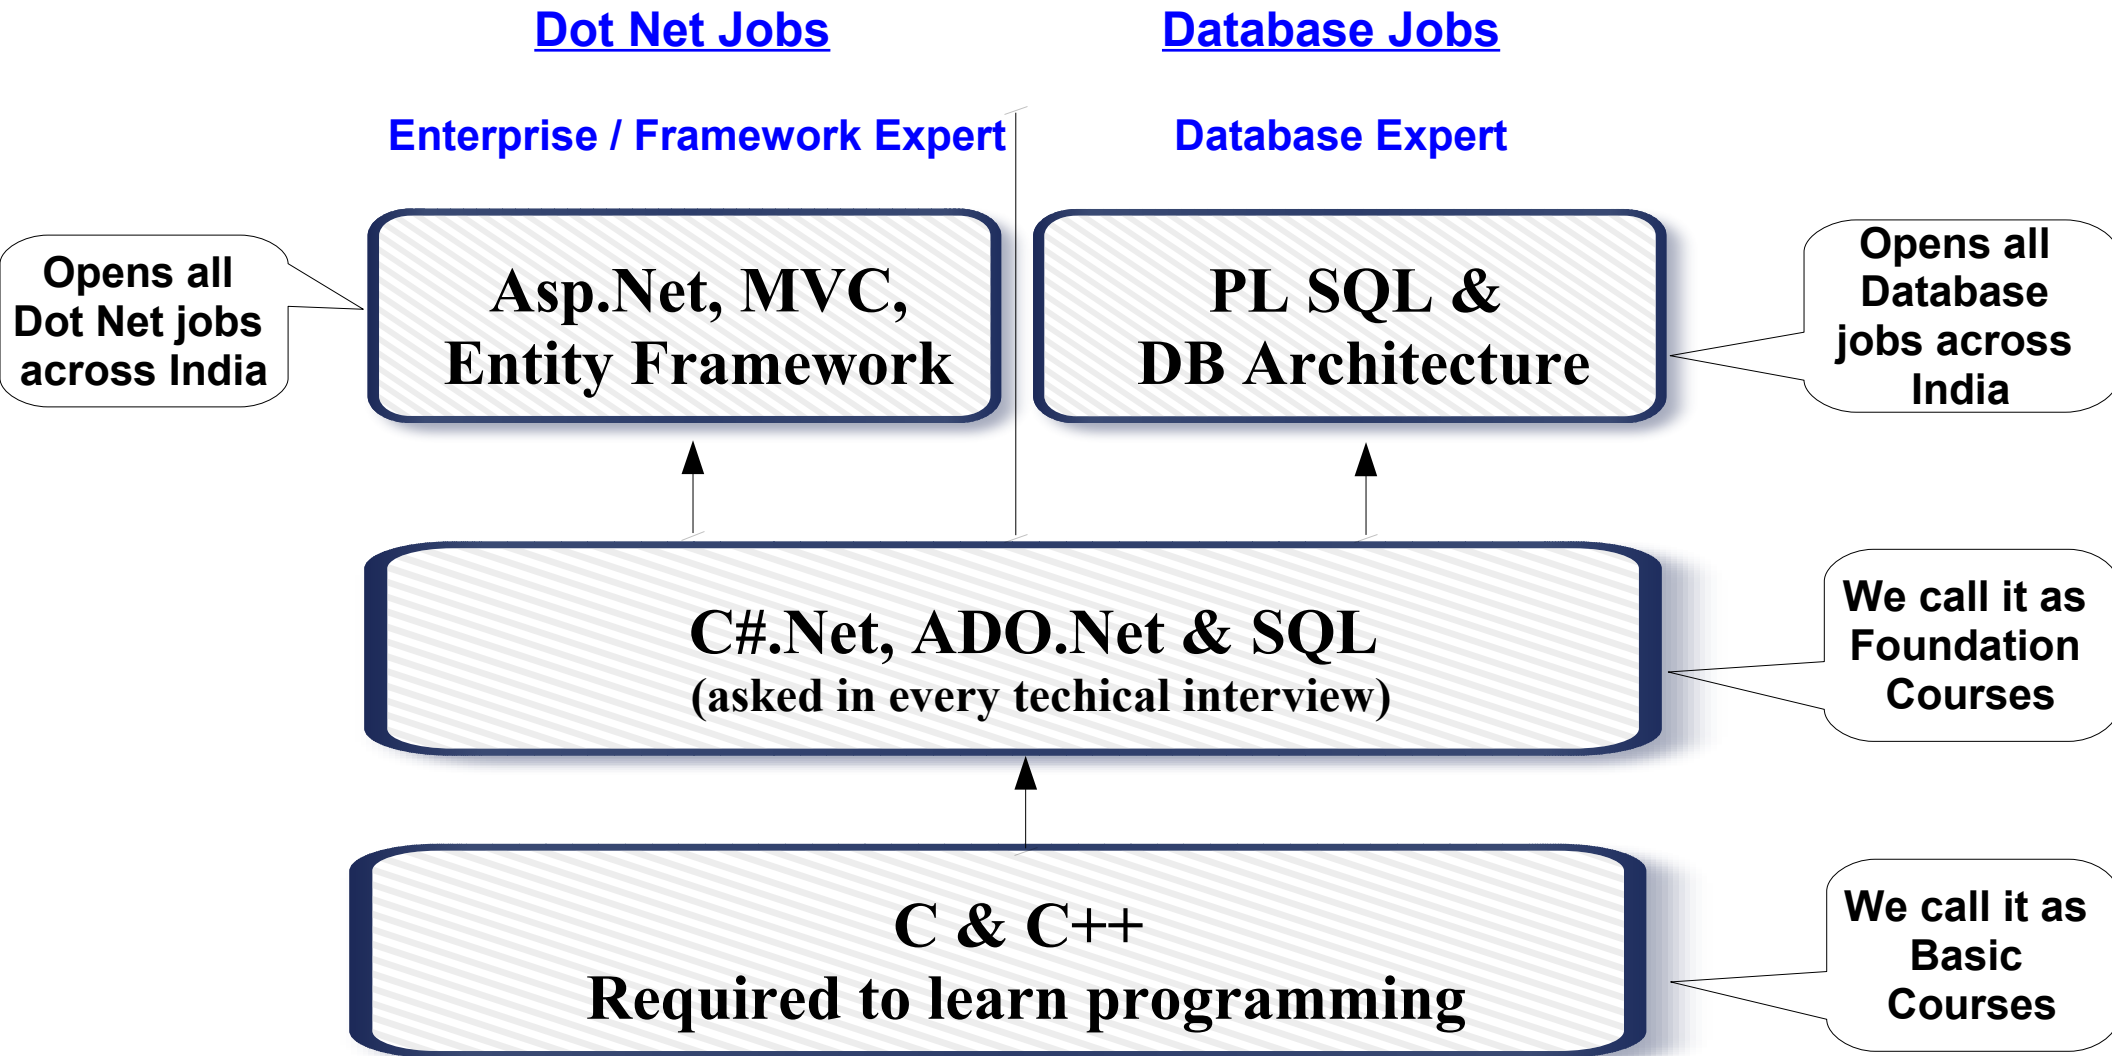 Dot Net Jobs
Database Jobs
Enterprise / Framework Expert
Database Expert
Opens all
Dot Net jobs
across India
Asp.Net, MVC,
Entity Framework
PL SQL &
DB Architecture
Opens all
Database
jobs across
India
C#.Net, ADO.Net & SQL
(asked in every techical interview)
We call it as
Foundation
Courses
C & C++
Required to learn programming
We call it as
Basic
Courses